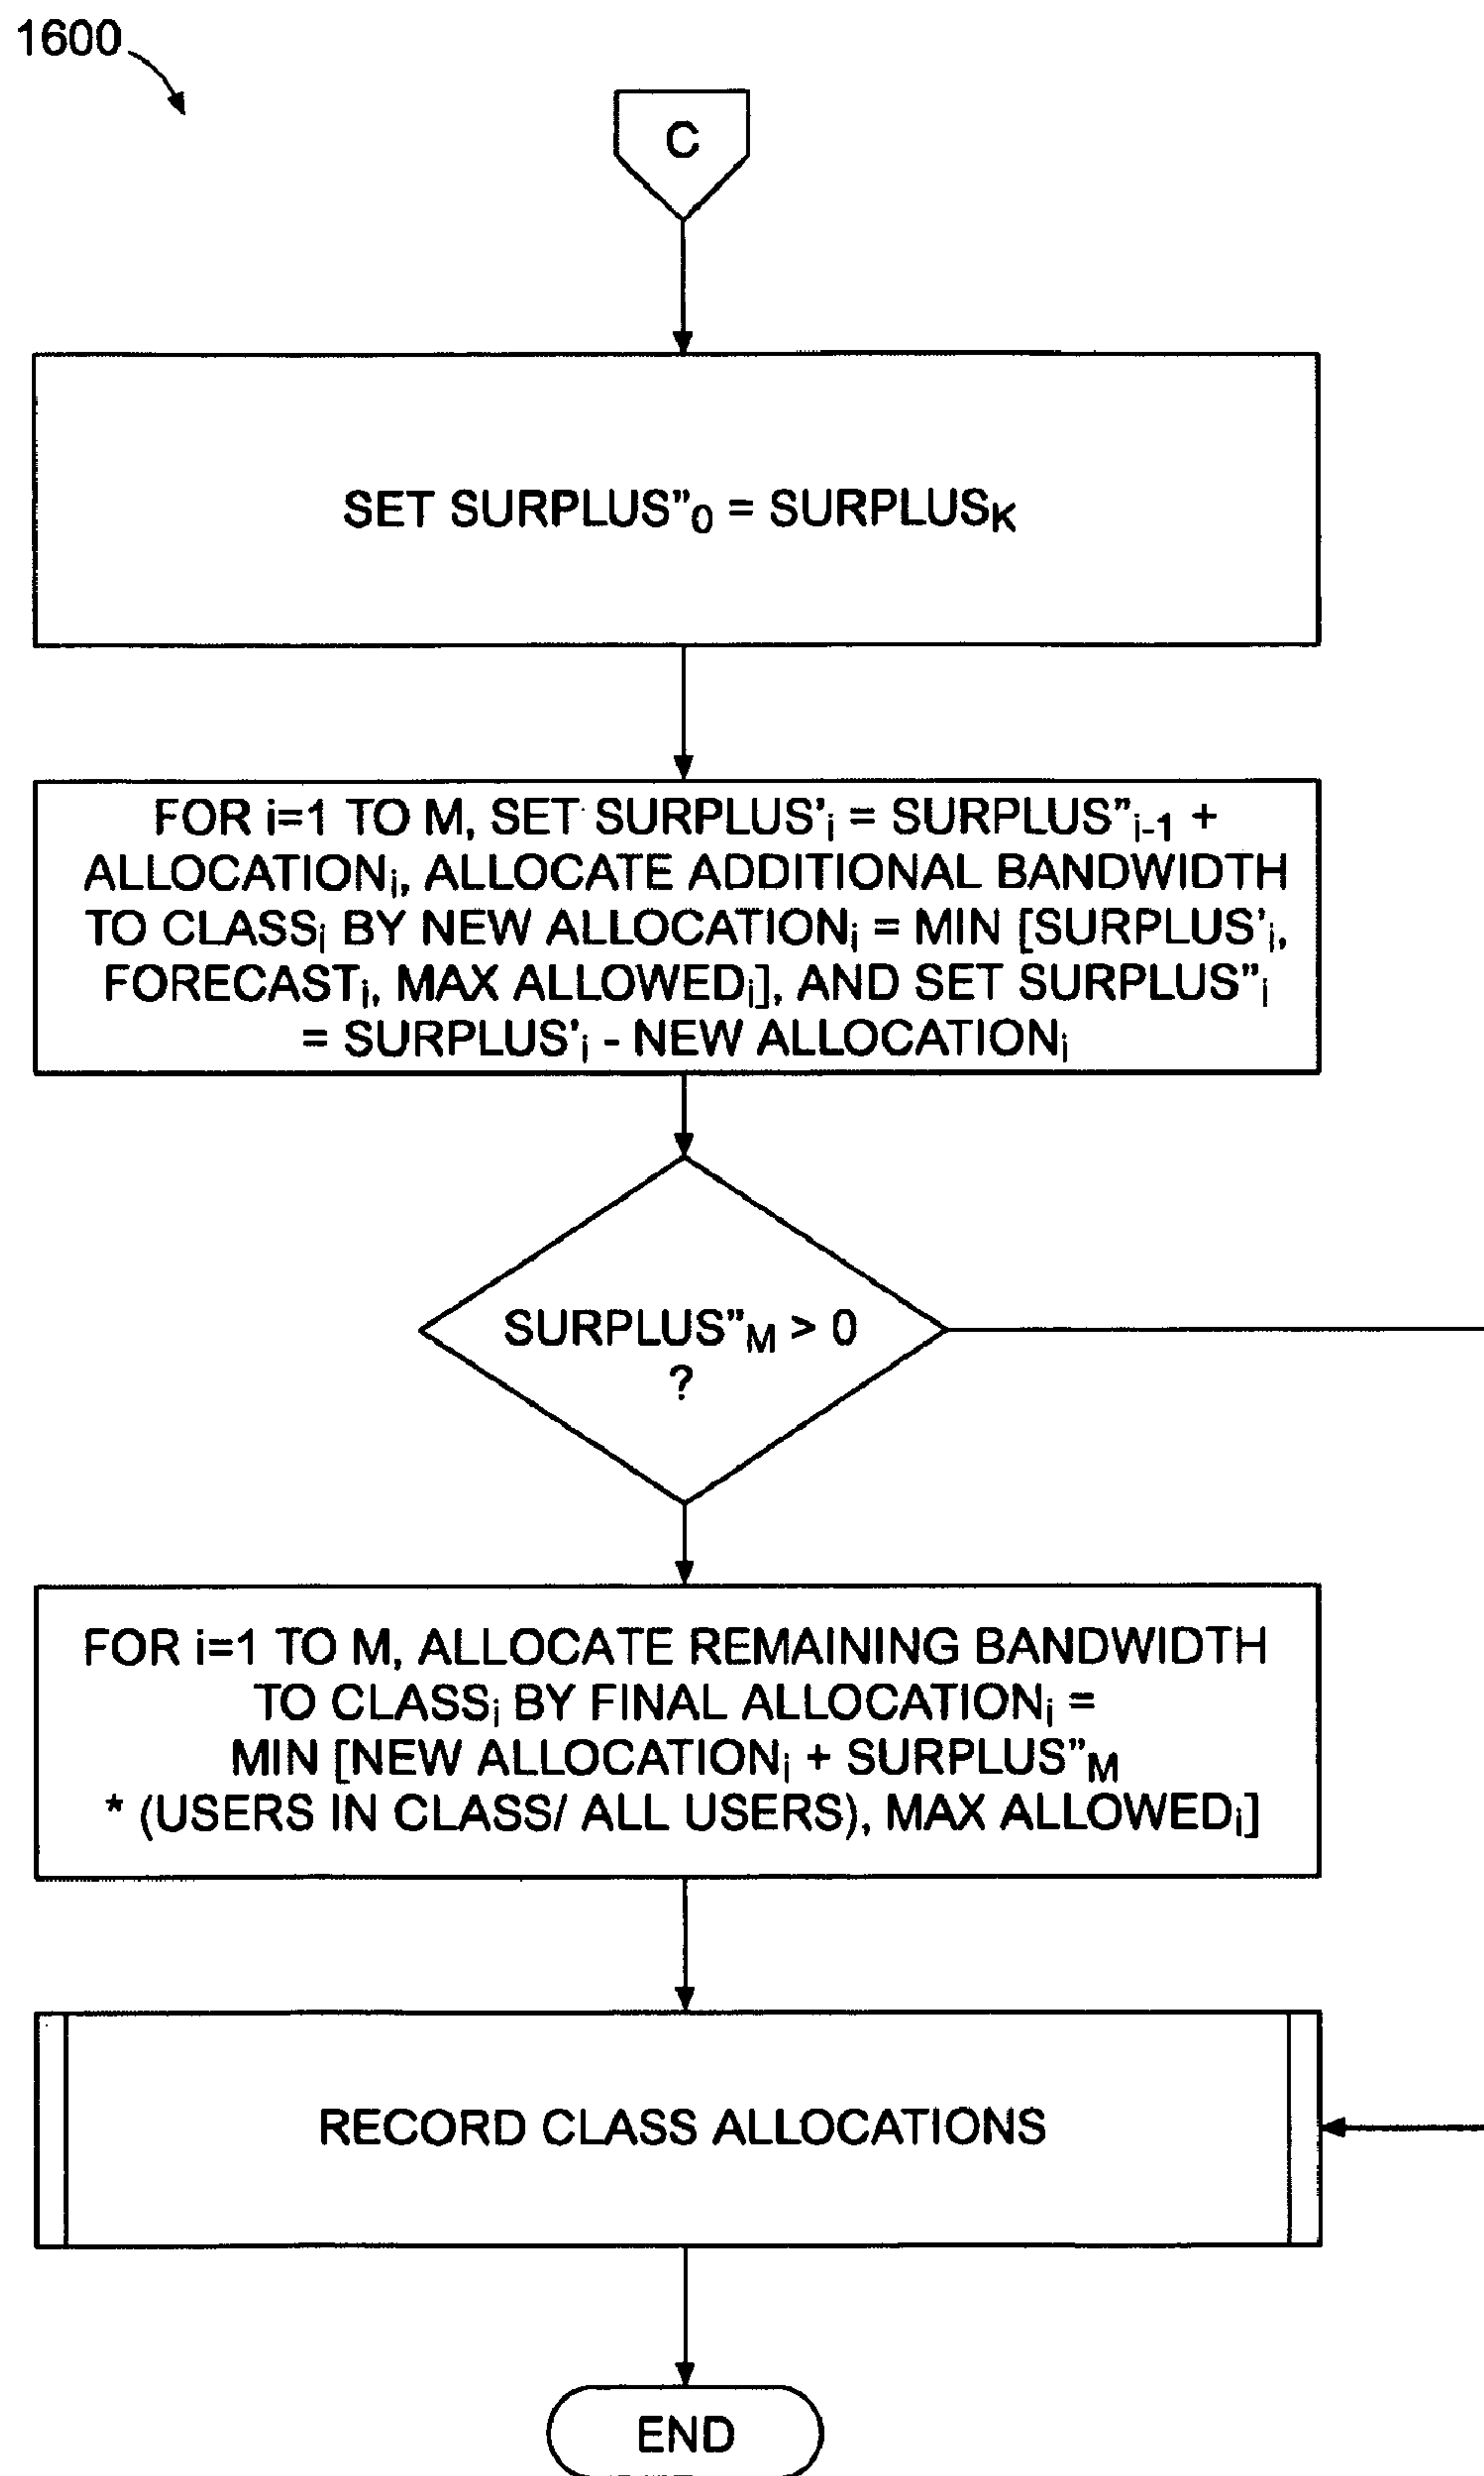 1600
C
SET SURPLUS”₀ = SURPLUSₖ
FOR i=1 TO M, SET SURPLUS’ᵢ = SURPLUS”ᵢ₋₁ +
ALLOCATIONᵢ, ALLOCATE ADDITIONAL BANDWIDTH
TO CLASSᵢ BY NEW ALLOCATIONᵢ = MIN [SURPLUS’ᵢ,
FORECASTᵢ, MAX ALLOWEDᵢ], AND SET SURPLUS”ᵢ
= SURPLUS’ᵢ - NEW ALLOCATIONᵢ
SURPLUS”M > 0
?
FOR i=1 TO M, ALLOCATE REMAINING BANDWIDTH
TO CLASSᵢ BY FINAL ALLOCATIONᵢ =
MIN [NEW ALLOCATIONᵢ + SURPLUS”M
* (USERS IN CLASS/ ALL USERS), MAX ALLOWEDᵢ]
RECORD CLASS ALLOCATIONS
END